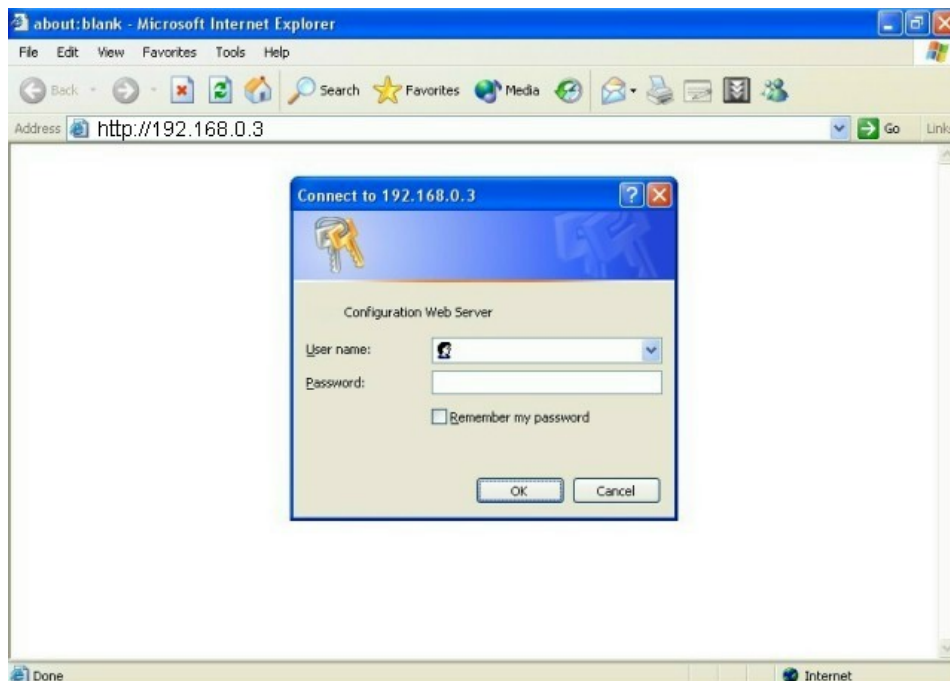 about:blank - Microsoft Internet Explorer
File Edit View Favorites Tools Help
Back Search Favorites Media
Address http://192.168.0.3 Go Links
Connect to 192.168.0.3
Configuration Web Server
User name:
Password:
Remember my password
OK Cancel
Done Internet